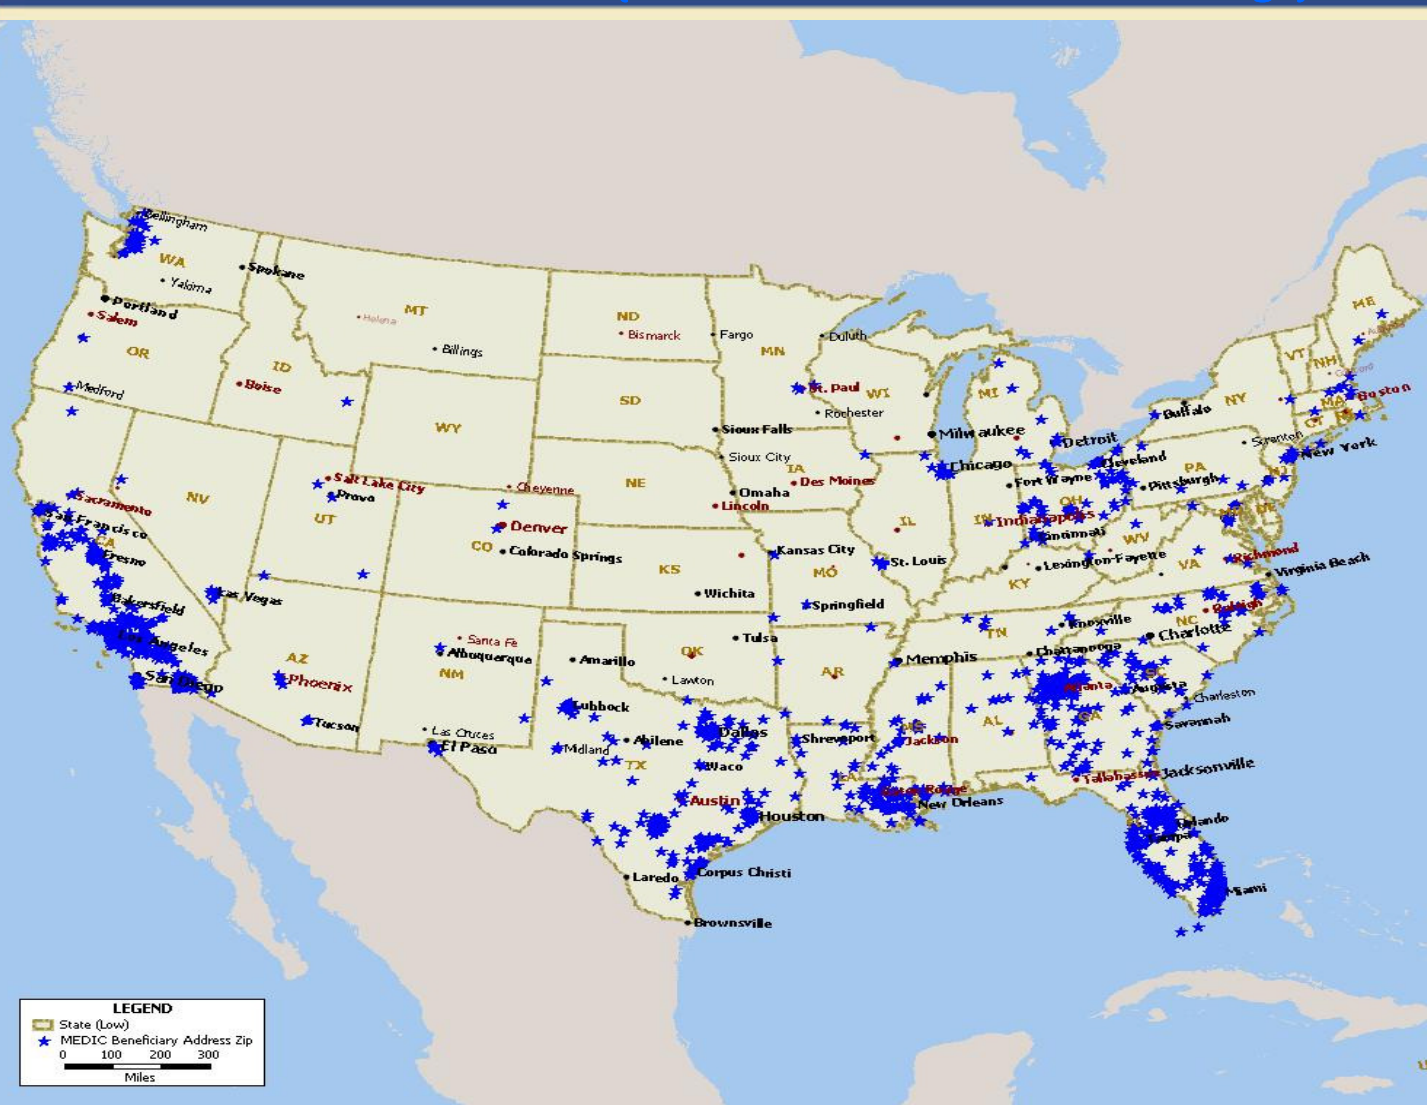 Bellingham
WA
Spokane
Yakima
Portland
Salem
OR
Medford
ID
Boise
MT
Helena
Billings
ND
Bismarck
Fargo
Duluth
MN
St. Paul
Rochester
WI
Milwaukee
MI
Detroit
SD
Sioux Falls
Sioux City
WY
Cheyenne
NE
Omaha
Lincoln
IA
Des Moines
Chicago
Fort Wayne
Cleveland
Buffalo
NY
VT
NH
ME
Boston
MA
CT
Scranton
New York
PA
Pittsburgh
NJ
DE
OH
IN
Indianapolis
IL
Cincinnati
WV
Lexington-Fayette
KY
VA
Richmond
Virginia Beach
Salt Lake City
Provo
UT
NV
Sacramento
San Francisco
CA
Fresno
Bakersfield
Las Vegas
Los Angeles
San Diego
Denver
CO
Colorado Springs
KS
Kansas City
MO
St. Louis
Springfield
Wichita
Tulsa
OK
Lawton
AR
Memphis
TN
Knoxville
Chattanooga
NC
Raleigh
Charlotte
AZ
Phoenix
Tucson
Santa Fe
Albuquerque
NM
Las Cruces
El Paso
Amarillo
Lubbock
Midland
Abilene
Dallas
Waco
TX
Austin
Houston
Corpus Christi
Laredo
Brownsville
Shreveport
LA
Baton Rouge
New Orleans
Jackson
AL
Atlanta
GA
Augusta
Charleston
Savannah
Tallahassee
Jacksonville
Orlando
Tampa
Miami
LEGEND
State (Low)
MEDIC Beneficiary Address Zip
0 100 200 300
Miles